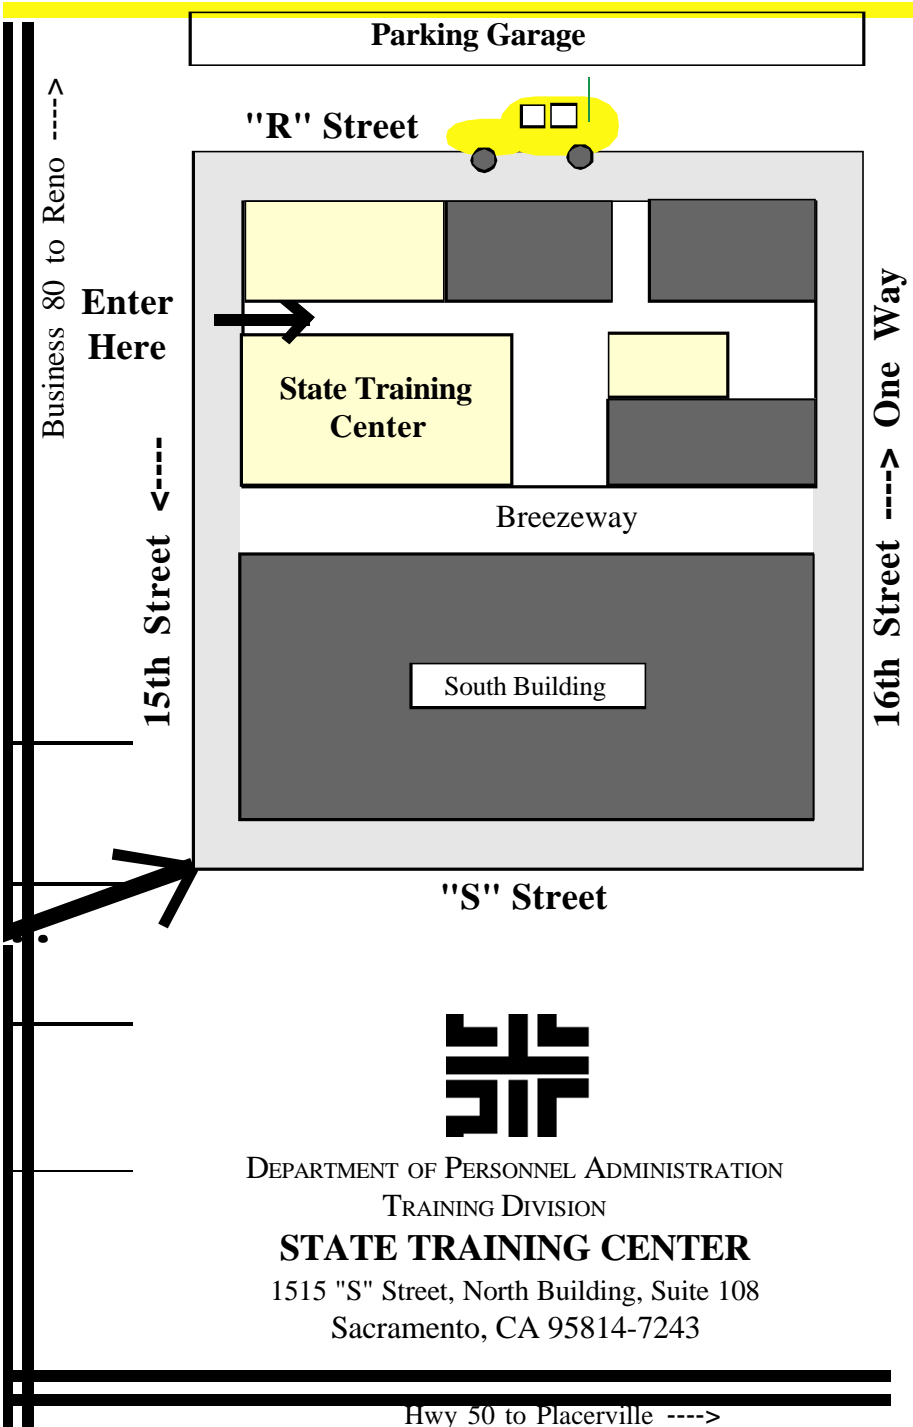 Parking Garage
"R" Street
Business 80 to Reno ----->
Enter
Here
State Training
Center
Breezeway
15th Street <----
16th Street ----> One Way
South Building
"S" Street
DEPARTMENT OF PERSONNEL ADMINISTRATION
TRAINING DIVISION
STATE TRAINING CENTER
1515 "S" Street, North Building, Suite 108
Sacramento, CA 95814-7243
Hwy 50 to Placerville ---->